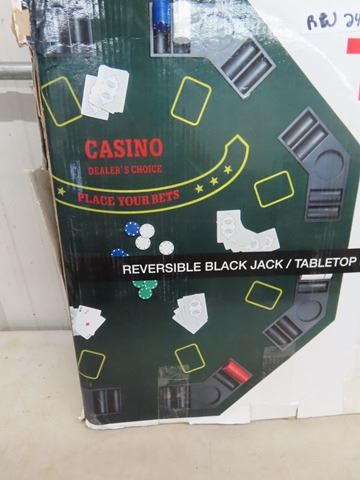 CASINO
DEALER'S CHOICE
PLACE YOUR BETS
REVERSIBLE BLACK JACK / TABLETOP